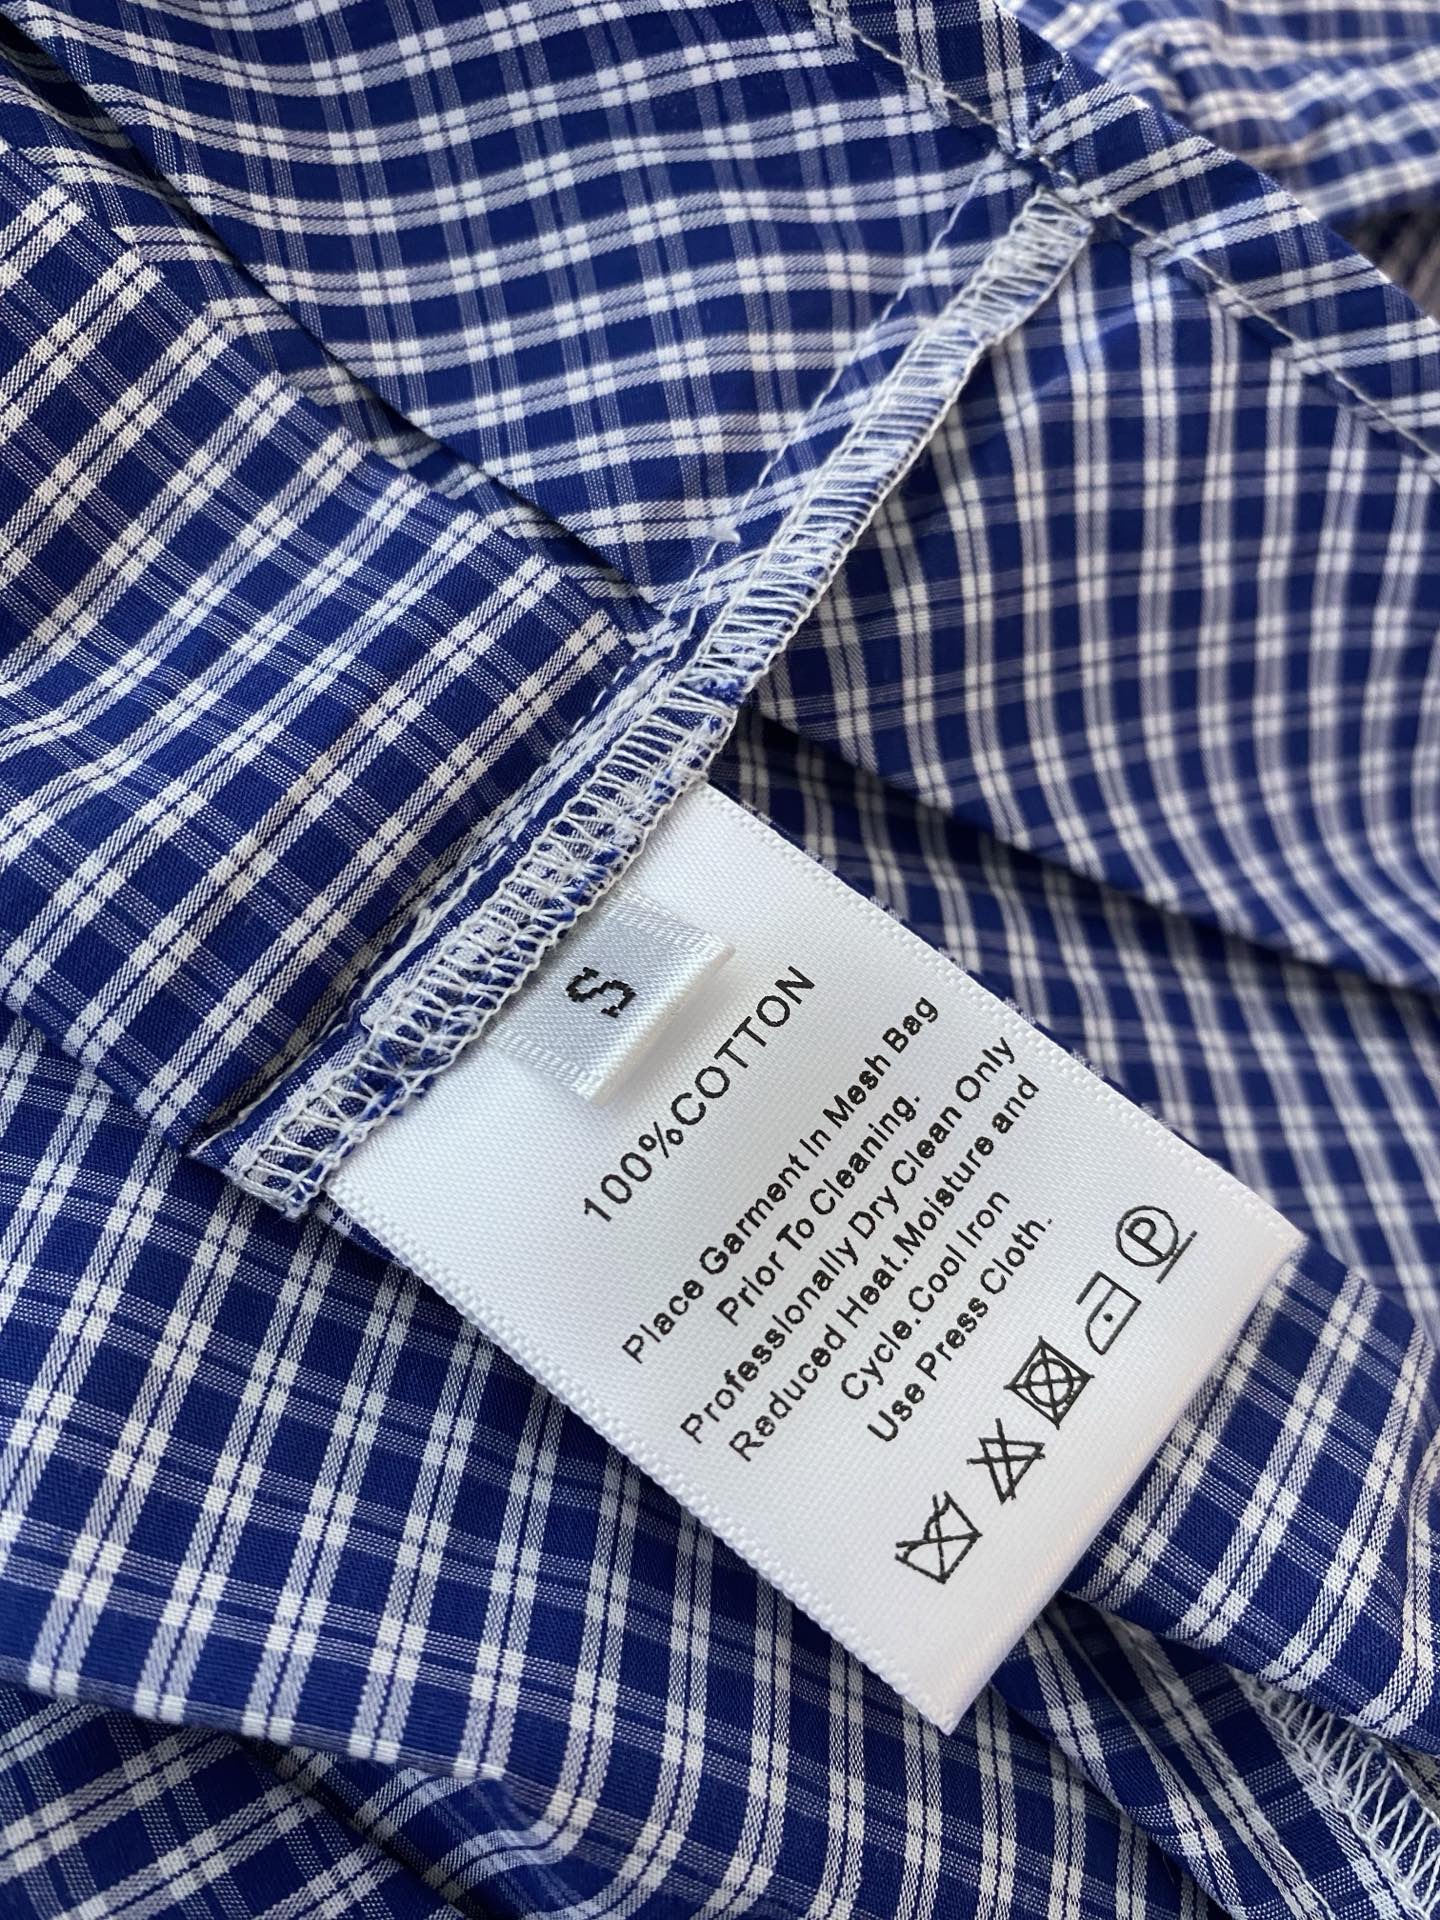 S
100%COTTON
Place Garment In Mesh Bag
Prior To Cleaning.
Professionally Dry Clean Only
Reduced Heat.Moisture and
Cycle.Cool Iron
Use Press Cloth.
P